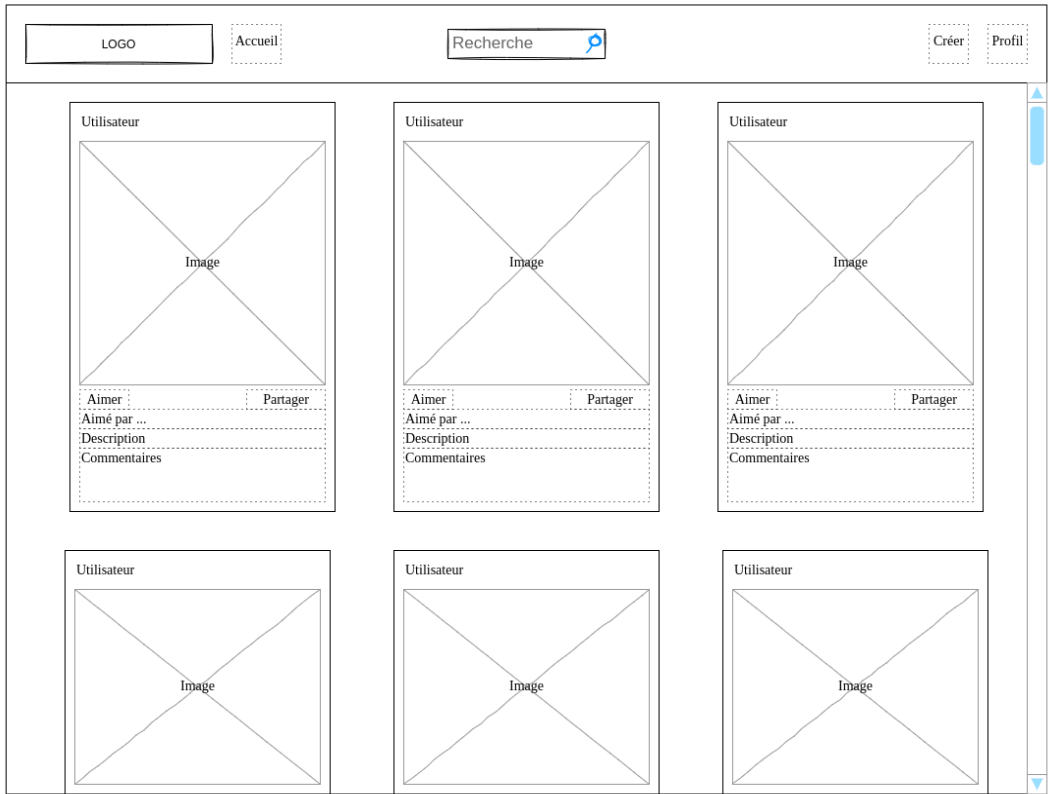 LOGO Accueil Recherche Créer Profil
Utilisateur Utilisateur Utilisateur
Image Image Image
Aimer Partager Aimer Partager Aimer Partager
Aimé par ... Aimé par ... Aimé par ...
Description Description Description
Commentaires Commentaires Commentaires
Utilisateur Utilisateur Utilisateur
Image Image Image